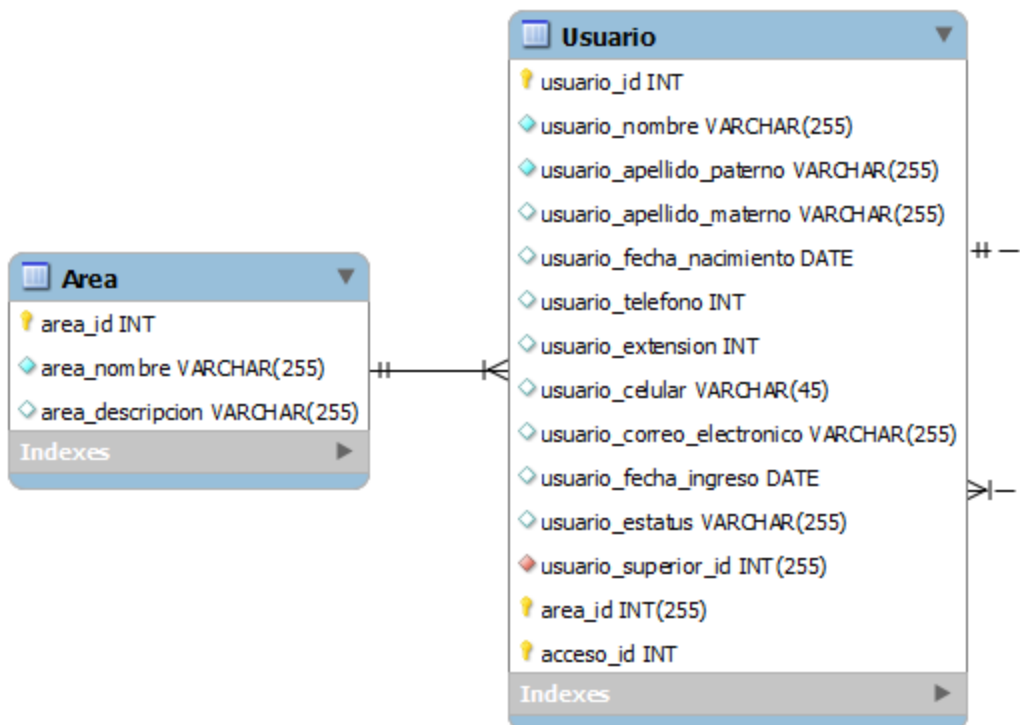 Area
area_id INT
area_nombre VARCHAR(255)
area_descripcion VARCHAR(255)
Indexes
Usuario
usuario_id INT
usuario_nombre VARCHAR(255)
usuario_apellido_paterno VARCHAR(255)
usuario_apellido_materno VARCHAR(255)
usuario_fecha_nacimiento DATE
usuario_telefono INT
usuario_extension INT
usuario_celular VARCHAR(45)
usuario_correo_electronico VARCHAR(255)
usuario_fecha_ingreso DATE
usuario_estatus VARCHAR(255)
usuario_superior_id INT(255)
area_id INT(255)
acceso_id INT
Indexes